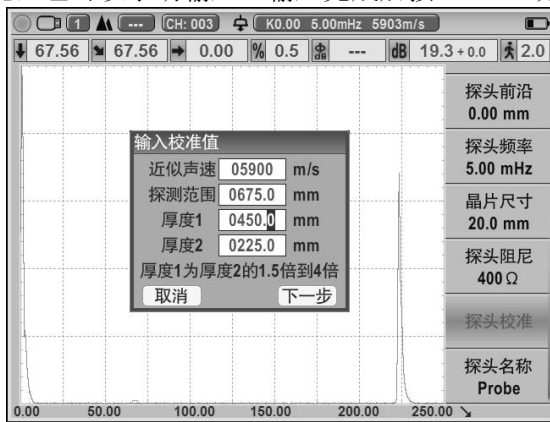 1 --- CH: 003 K0.00 5.00mHz 5903m/s
67.56 67.56 0.00 % 0.5 --- dB 19.3 + 0.0 2.0
输入校准值
近似声速 05900 m/s
探测范围 0675.0 mm
厚度1 0450.0 mm
厚度2 0225.0 mm
厚度1为厚度2的1.5倍到4倍
取消 下一步
探头前沿
0.00 mm
探头频率
5.00 mHz
晶片尺寸
20.0 mm
探头阻尼
400 Ω
探头校准
探头名称
Probe
0.00 50.00 100.00 150.00 200.00 250.00